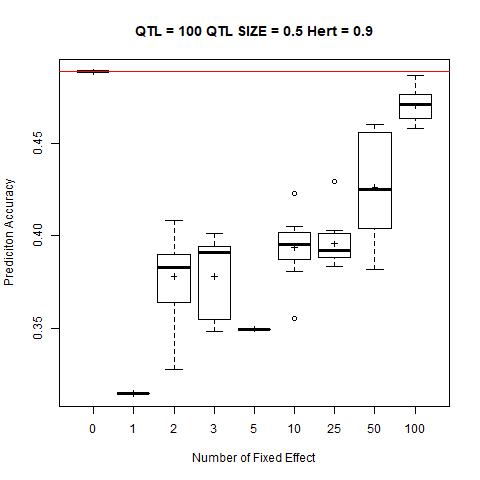 QTL = 100 QTL SIZE = 0.5 Hert = 0.9
Prediciton Accuracy
0.45
0.40
0.35
0 1 2 3 5 10 25 50 100
Number of Fixed Effect